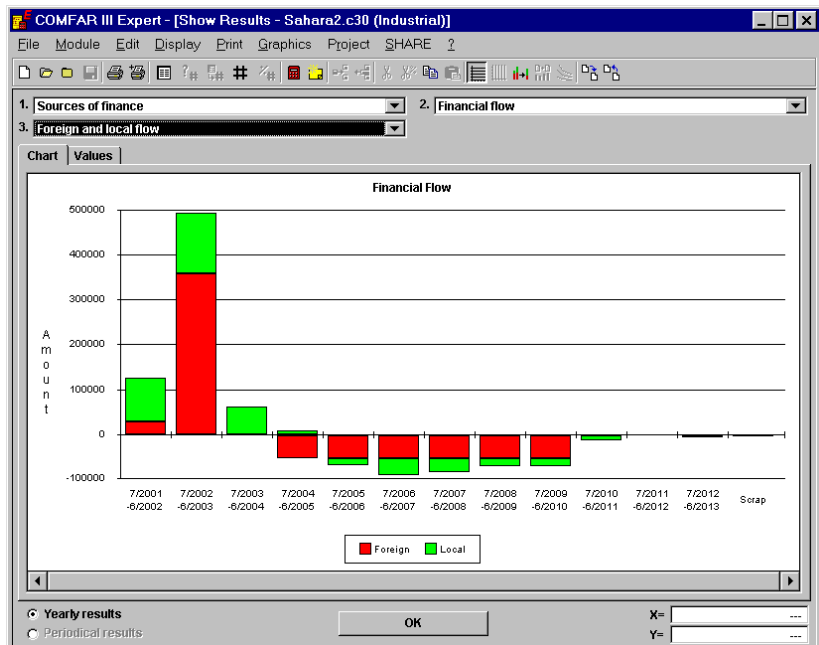 COMFAR III Expert - [Show Results - Sahara2.c30 (Industrial)]
File Module Edit Display Print Graphics Project SHARE ?
1. Sources of finance
2. Financial flow
3. Foreign and local flow
Chart Values
Financial Flow
500000
400000
300000
200000
100000
0
-100000
Amount
7/2001 7/2002 7/2003 7/2004 7/2005 7/2006 7/2007 7/2008 7/2009 7/2010 7/2011 7/2012 Scrap
-6/2002 -6/2003 -6/2004 -6/2005 -6/2006 -6/2007 -6/2008 -6/2009 -6/2010 -6/2011 -6/2012 -6/2013
Foreign Local
Yearly results
Periodical results
OK
X= ---
Y= ---